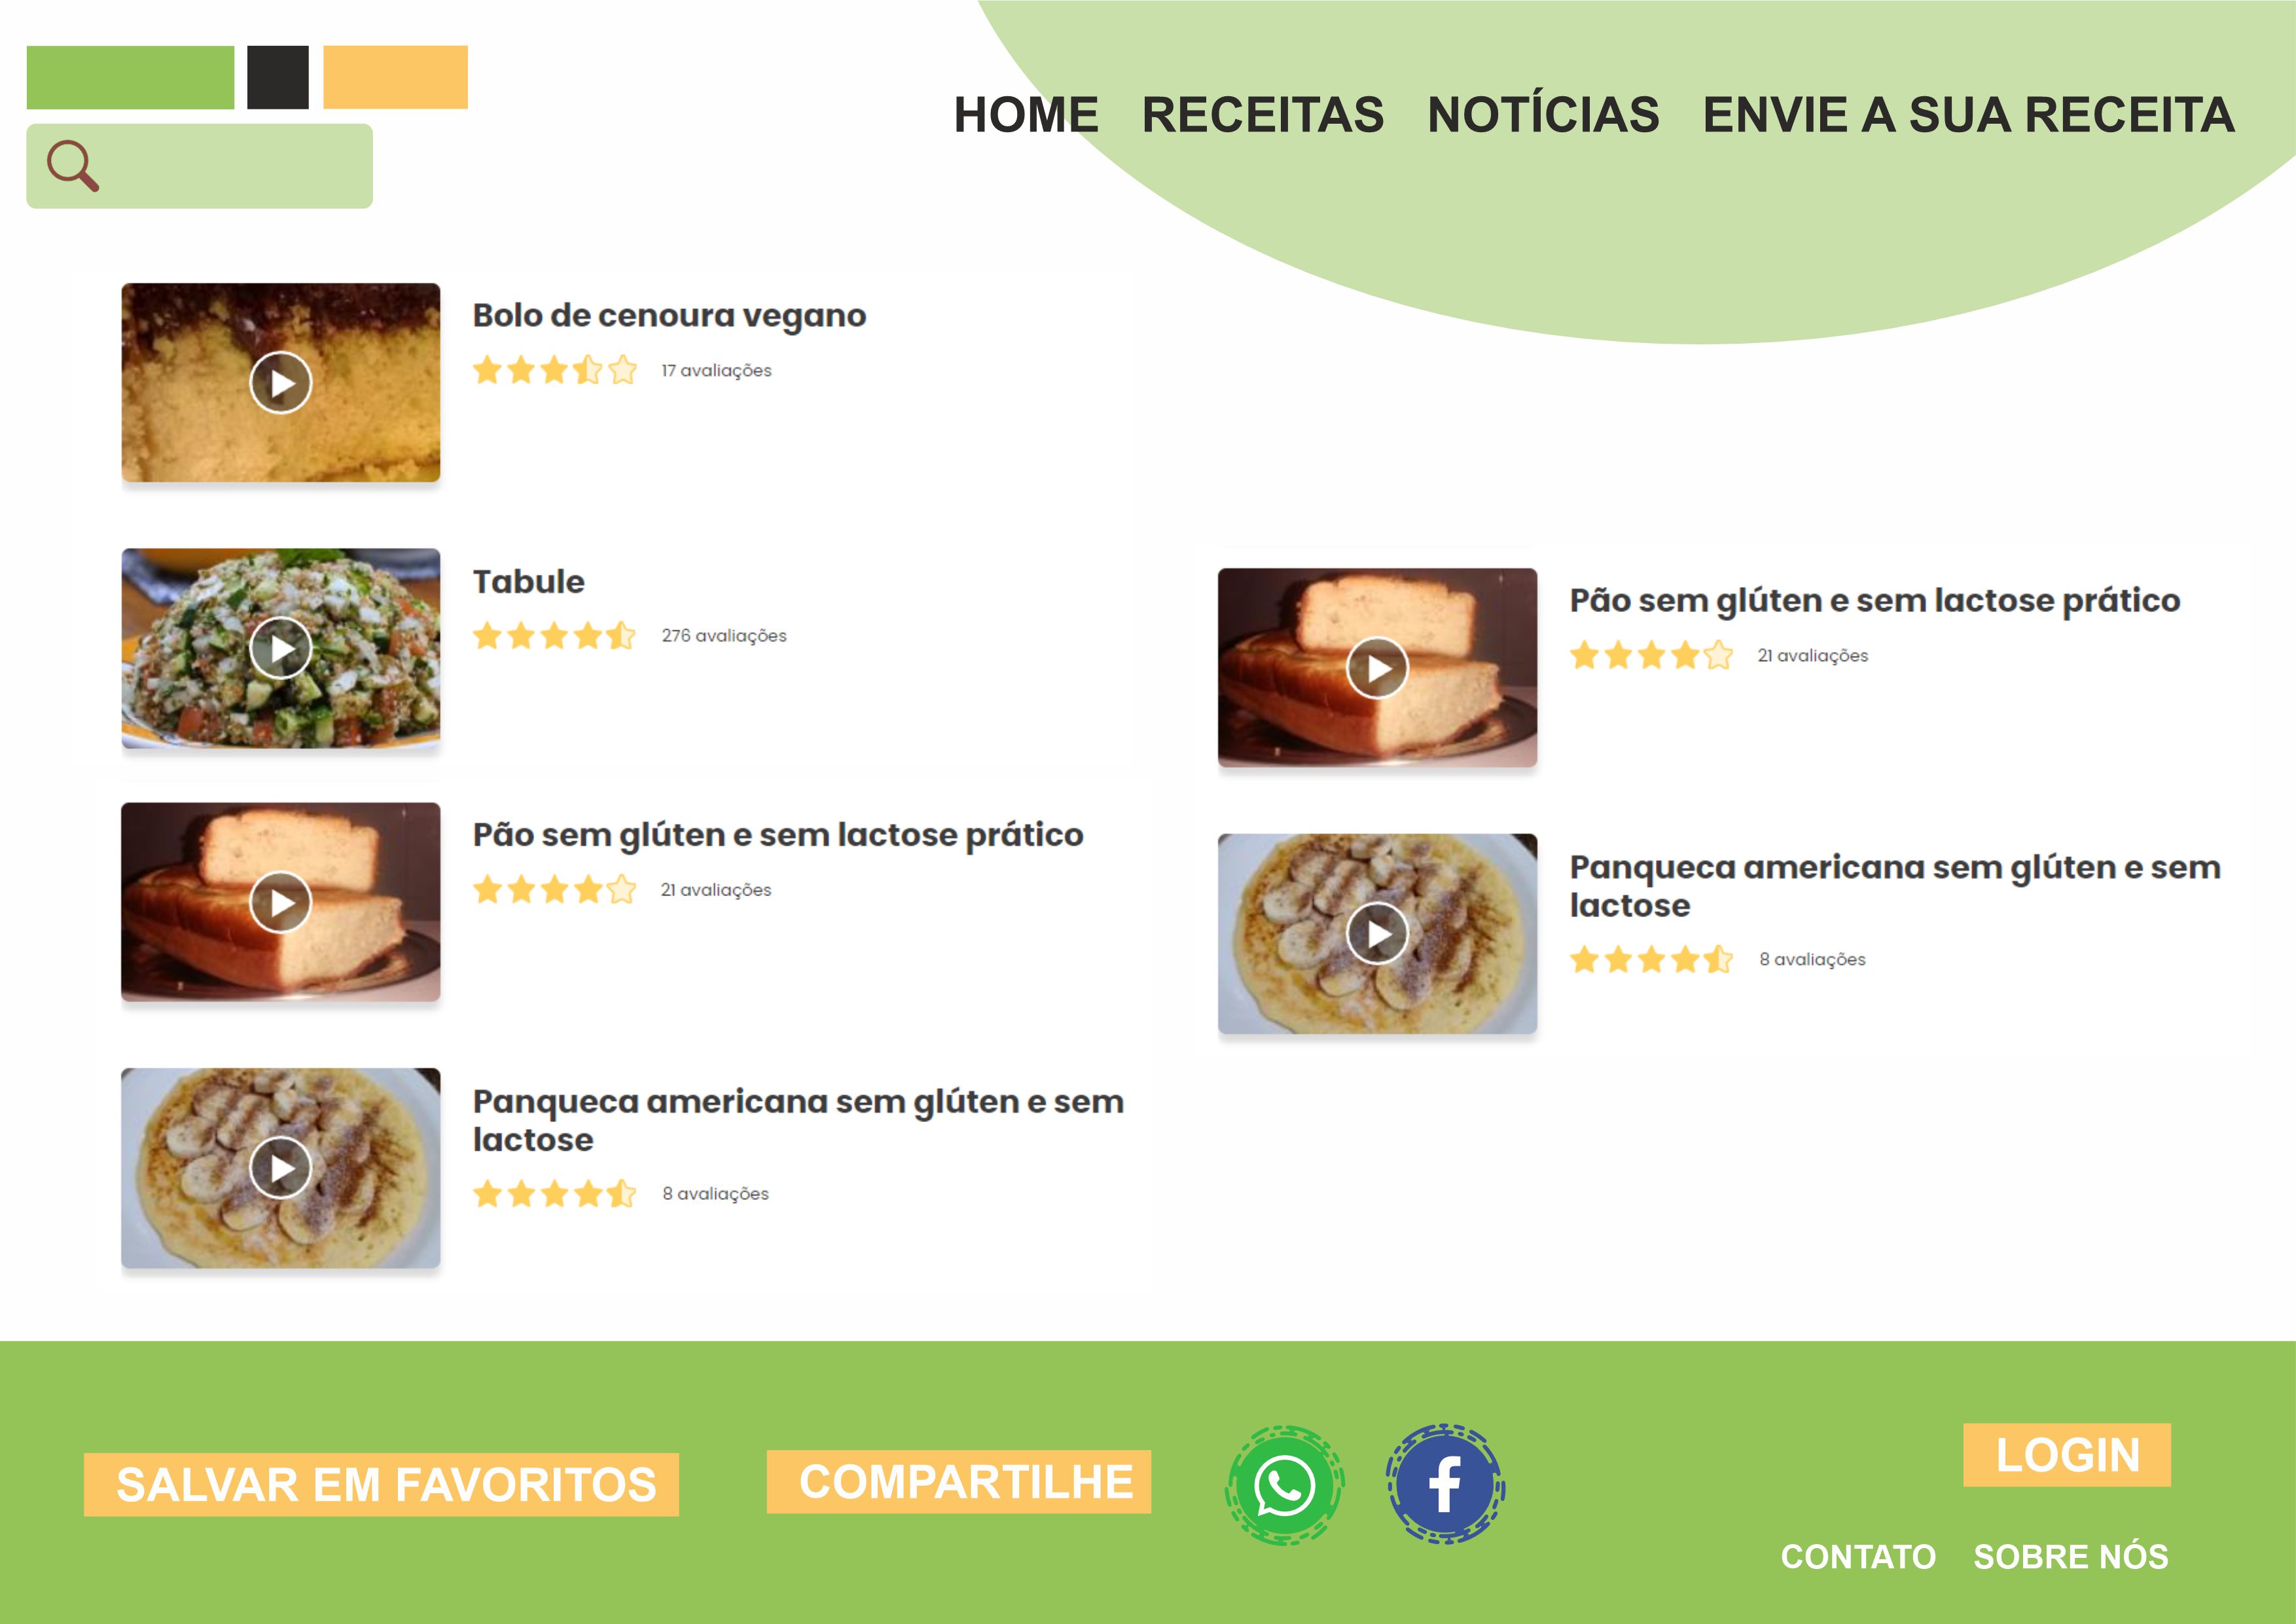 HOME RECEITAS NOTÍCIAS ENVIE A SUA RECEITA
Bolo de cenoura vegano
17 avaliações
Tabule
276 avaliações
Pão sem glúten e sem lactose prático
21 avaliações
Panqueca americana sem glúten e sem
lactose
8 avaliações
Pão sem glúten e sem lactose prático
21 avaliações
Panqueca americana sem glúten e sem
lactose
8 avaliações
SALVAR EM FAVORITOS
COMPARTILHE
LOGIN
CONTATO SOBRE NÓS